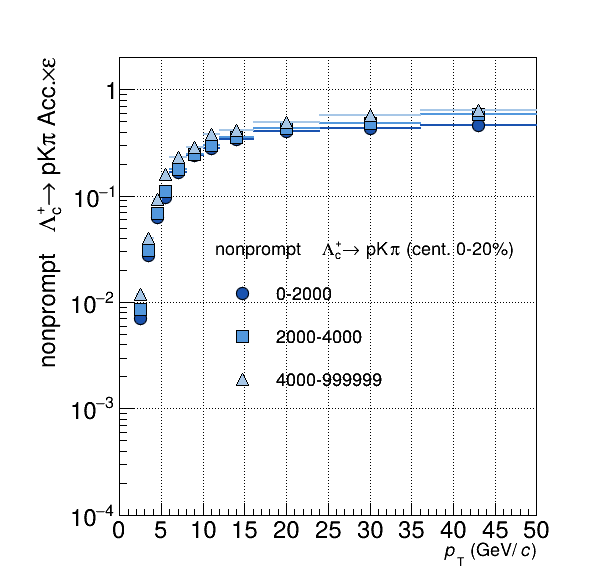 nonprompt Λc+→ pKπ Acc.×ε
1
10−1
10−2
10−3
10−4
nonprompt Λc+→ pKπ (cent. 0-20%)
0-2000
2000-4000
4000-999999
0 5 10 15 20 25 30 35 40 45 50
pT (GeV/c)